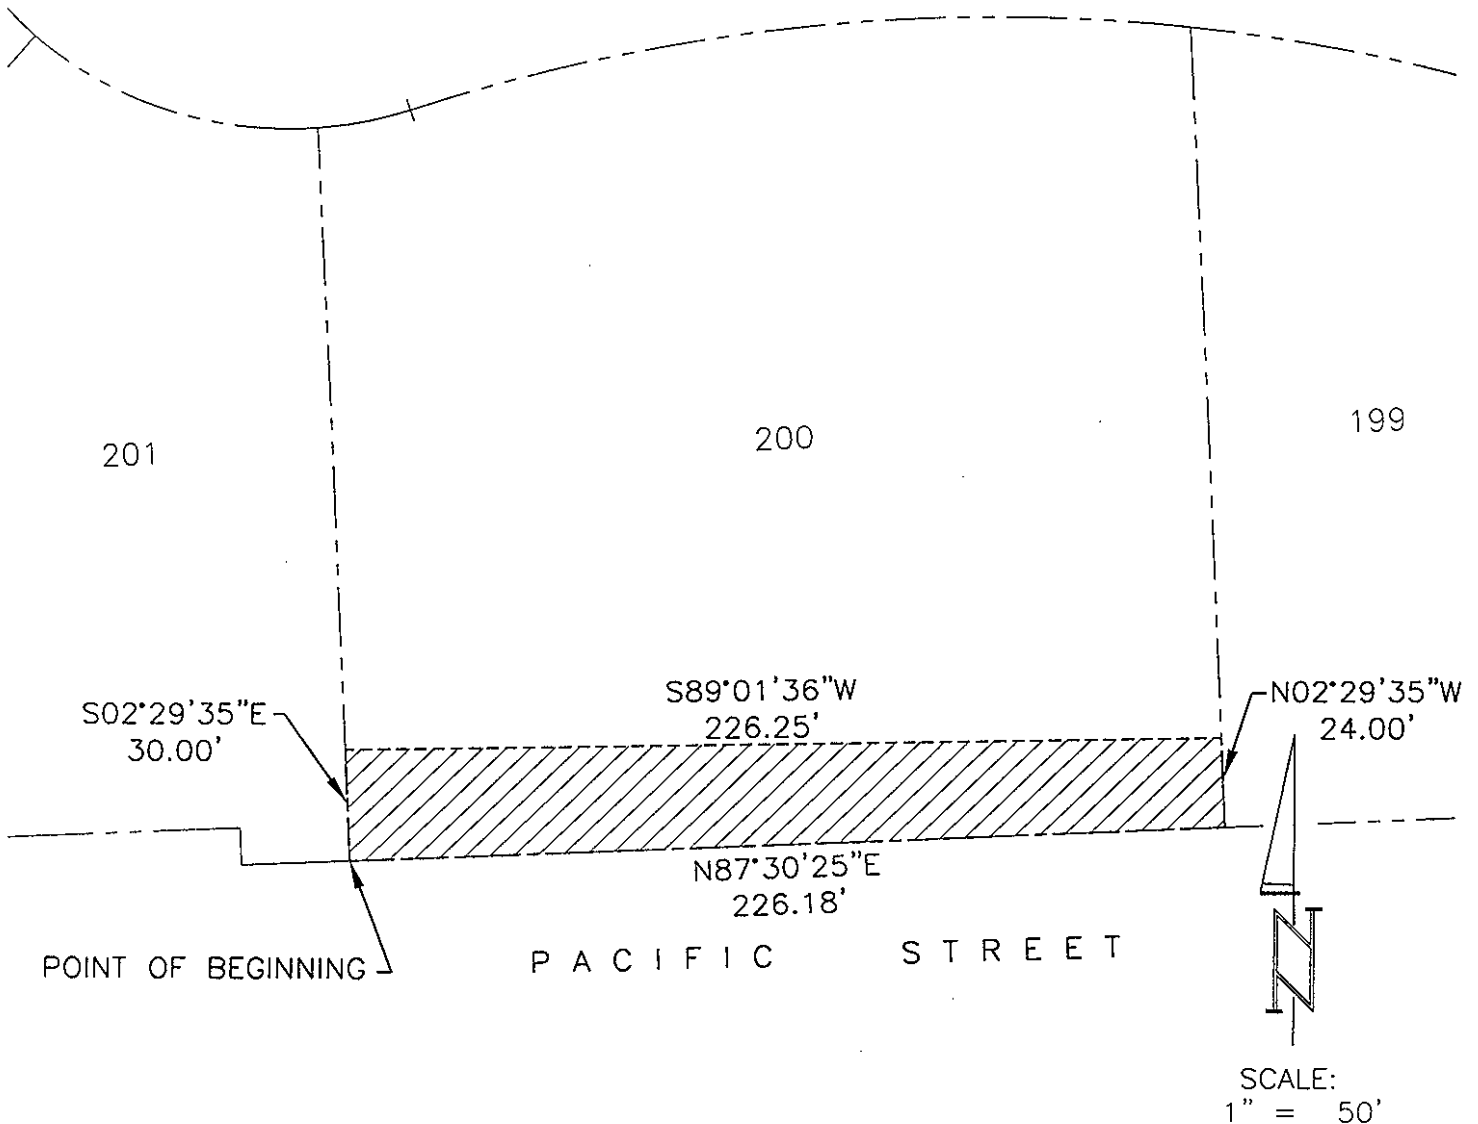 201
200
199
S02°29'35"E
30.00'
S89°01'36"W
226.25'
N02°29'35"W
24.00'
N87°30'25"E
226.18'
POINT OF BEGINNING
PACIFIC STREET
N
SCALE:
1" = 50'